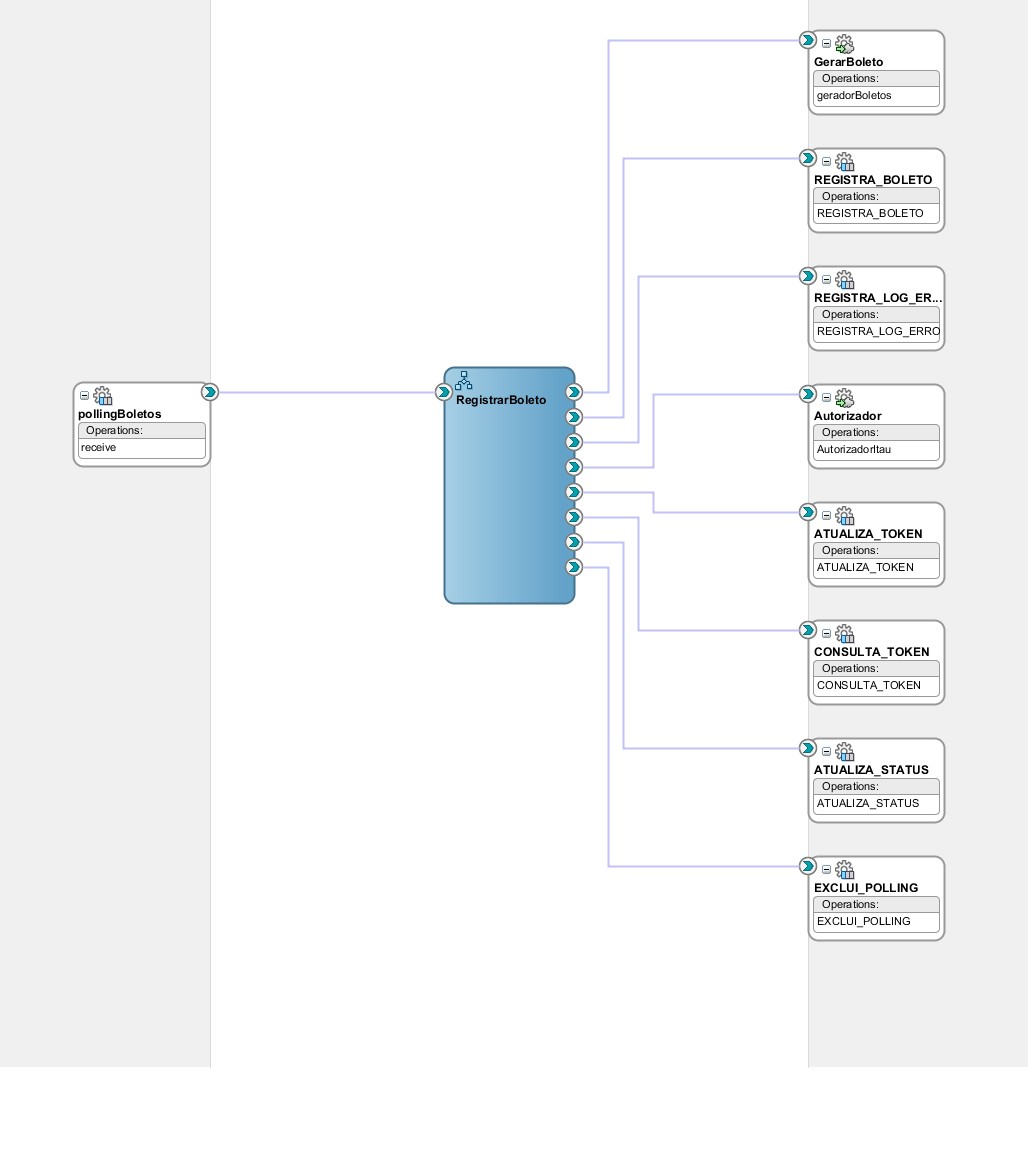 pollingBoletos
Operations:
receive
RegistrarBoleto
GerarBoleto
Operations:
geradorBoletos
REGISTRA_BOLETO
Operations:
REGISTRA_BOLETO
REGISTRA_LOG_ER...
Operations:
REGISTRA_LOG_ERRO
Autorizador
Operations:
AutorizadorItau
ATUALIZA_TOKEN
Operations:
ATUALIZA_TOKEN
CONSULTA_TOKEN
Operations:
CONSULTA_TOKEN
ATUALIZA_STATUS
Operations:
ATUALIZA_STATUS
EXCLUI_POLLING
Operations:
EXCLUI_POLLING